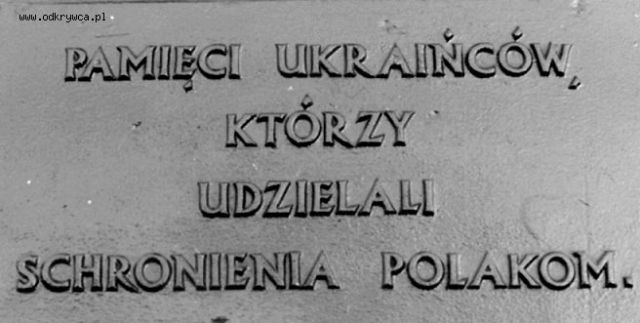 www.odkrywca.pl
PAMIĘCI UKRAIŃCÓW,
KTÓRZY
UDZIELALI
SCHRONIENIA POLAKOM.